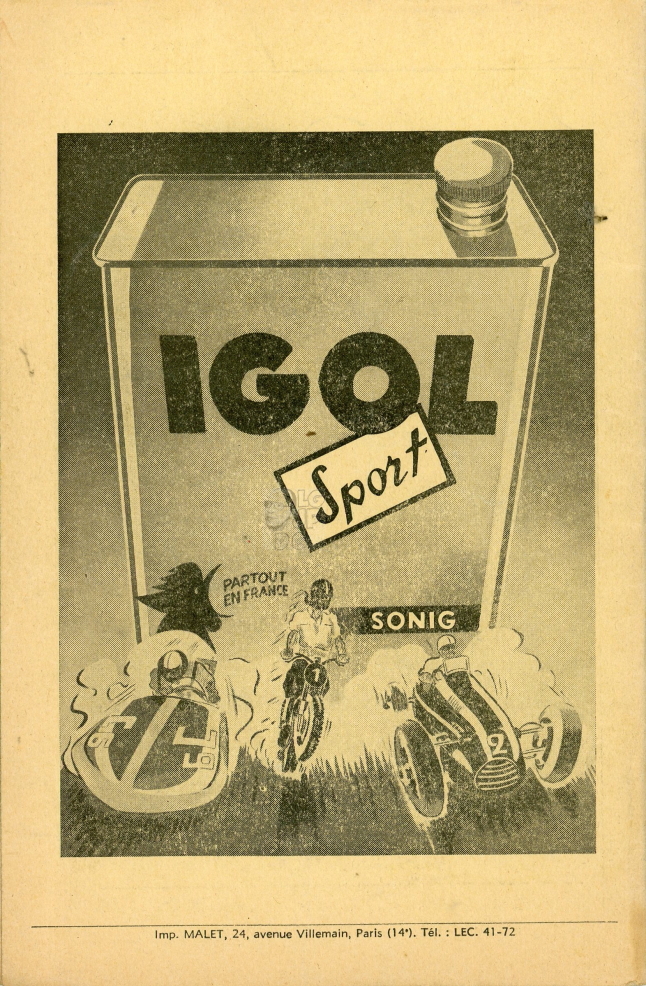 IGOL
Sport
PARTOUT
EN FRANCE
SONIG
1
2
Imp. MALET, 24, avenue Villemain, Paris (14ᵉ). Tél. : LEC. 41-72